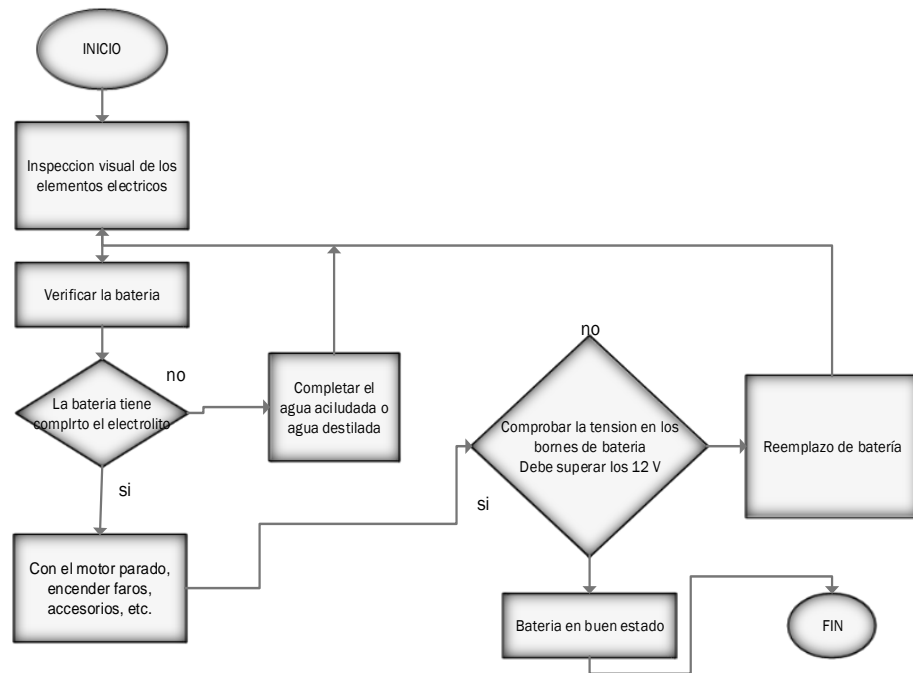 INICIO
Inspeccion visual de los
elementos electricos
Verificar la bateria
La bateria tiene
complrto el electrolito
no
Completar el
agua aciludada o
agua destilada
si
Con el motor parado,
encender faros,
accesorios, etc.
no
Comprobar la tension en los
bornes de bateria
Debe superar los 12 V
si
Reemplazo de batería
Bateria en buen estado
FIN